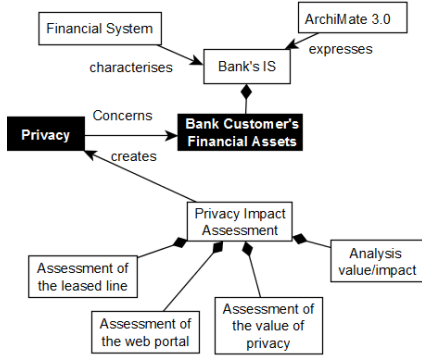 Financial System
ArchiMate 3.0
characterises
expresses
Bank's IS
Concerns
Privacy
Bank Customer's
Financial Assets
creates
Privacy Impact
Assessment
Assessment of
the leased line
Assessment of
the web portal
Assessment of
the value of
privacy
Analysis
value/impact